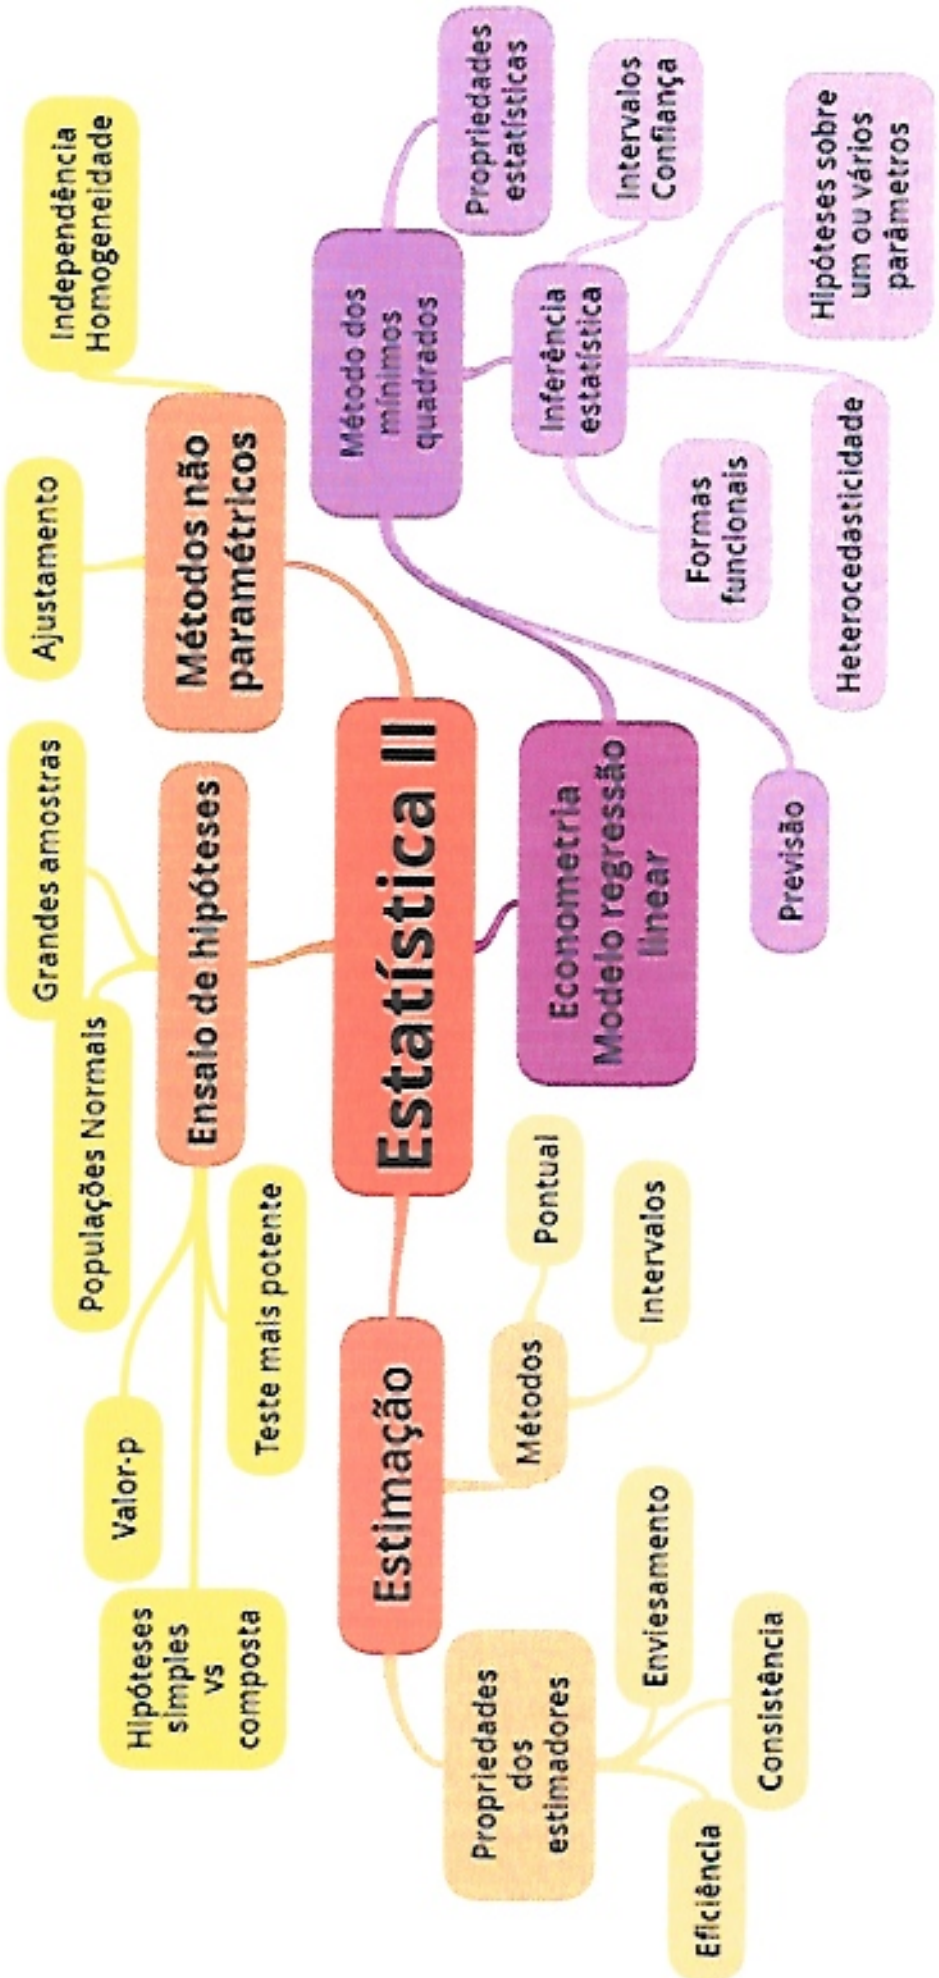 Estatística II
Estimação
Propriedades
dos
estimadores
Eficiência
Consistência
Enviesamento
Métodos
Pontual
Intervalos
Ensaio de hipóteses
Hipóteses
simples
vs
composta
Valor-p
Teste mais potente
Populações Normais
Grandes amostras
Métodos não
paramétricos
Ajustamento
Independência
Homogeneidade
Econometria
Modelo regressão
linear
Método dos
mínimos
quadrados
Propriedades
estatísticas
Inferência
estatística
Intervalos
Confiança
Hipóteses sobre
um ou vários
parâmetros
Heterocedasticidade
Formas
funcionais
Previsão